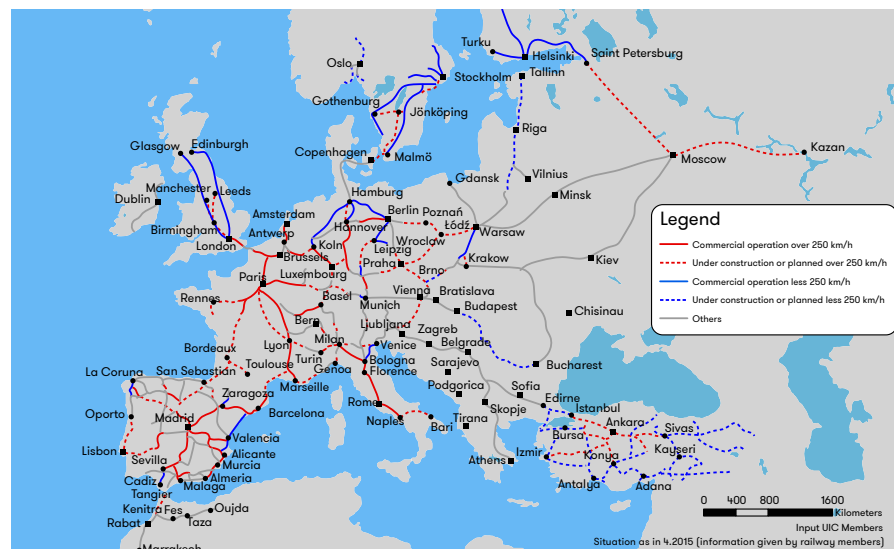 Turku
Helsinki
Saint Petersburg
Oslo
Stockholm
Tallinn
Gothenburg
Jönköping
Riga
Glasgow
Edinburgh
Copenhagen
Malmö
Moscow
Kazan
Manchester
Leeds
Dublin
Gdansk
Vilnius
Minsk
Hamburg
Amsterdam
Berlin
Poznań
Birmingham
Antwerp
Hannover
Łódź
Warsaw
London
Koln
Leipzig
Wroclaw
Brussels
Luxembourg
Praha
Krakow
Kiev
Paris
Brno
Rennes
Basel
Munich
Vienna
Bratislava
Budapest
Chisinau
Bern
Ljubljana
Zagreb
Lyon
Milan
Venice
Belgrade
Bordeaux
Turin
Bologna
Sarajevo
Bucharest
La Coruna
San Sebastian
Toulouse
Genoa
Florence
Marseille
Podgorica
Sofia
Zaragoza
Edirne
Oporto
Madrid
Barcelona
Rome
Skopje
Istanbul
Naples
Bari
Tirana
Bursa
Ankara
Sivas
Lisbon
Valencia
Sevilla
Alicante
Murcia
Athens
Izmir
Konya
Kayseri
Cadiz
Malaga
Almeria
Antalya
Adana
Tangier
Kenitra
Fes
Oujda
Rabat
Taza
Marrakech
Legend
Commercial operation over 250 km/h
Under construction or planned over 250 km/h
Commercial operation less 250 km/h
Under construction or planned less 250 km/h
Others
0 400 800 1600
Kilometers
Input UIC Members
Situation as in 4.2015 (information given by railway members)